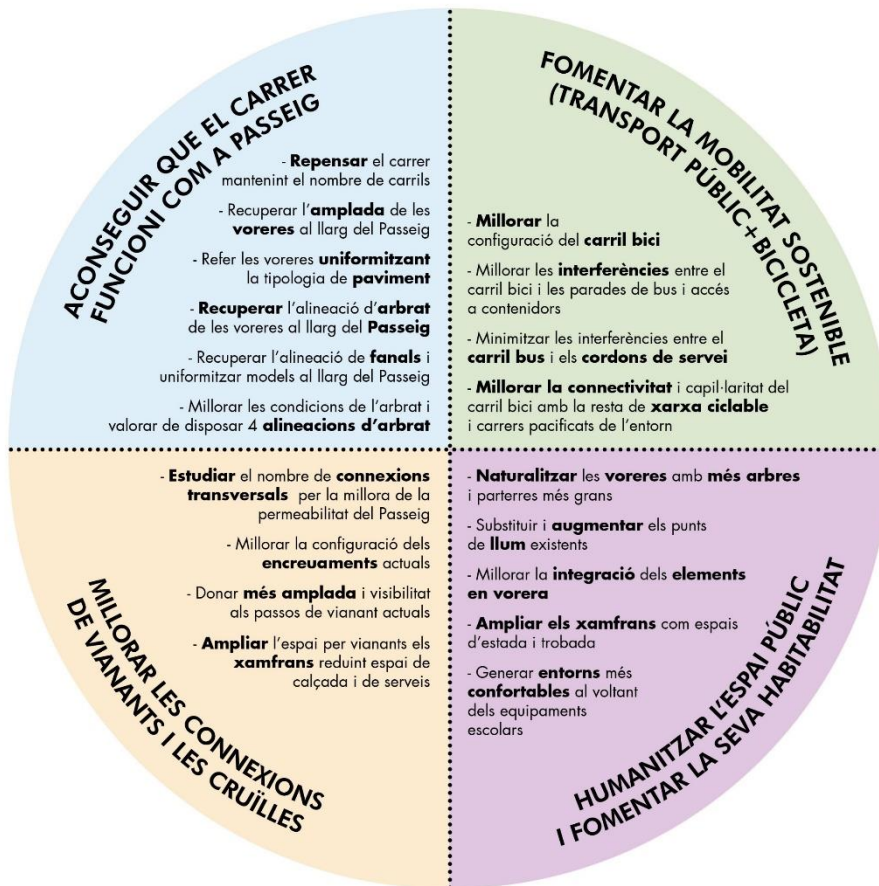 ACONSEGUIR QUE EL CARRER
FUNCIONI COM A PASSEIG
- Repensar el carrer
mantenint el nombre de carrils
- Recuperar l'amplada de les
voreres al llarg del Passeig
- Refer les voreres uniformitzant
la tipologia de paviment
- Recuperar l'alineació d'arbrat
de les voreres al llarg del Passeig
- Recuperar l'alineació de fanals i
uniformitzar models al llarg del Passeig
- Millorar les condicions de l'arbrat i
valorar de disposar 4 alineacions d'arbrat
FOMENTAR LA MOBILITAT SOSTENIBLE
(TRANSPORT PÚBLIC+BICICLETA)
- Millorar la
configuració del carril bici
- Millorar les interferències entre el
carril bici i les parades de bus i accés
a contenidors
- Minimitzar les interferències entre el
carril bus i els cordons de servei
- Millorar la connectivitat i capil·laritat del
carril bici amb la resta de xarxa ciclable
i carrers pacificats de l'entorn
- Estudiar el nombre de connexions
transversals per la millora de la
permeabilitat del Passeig
- Millorar la configuració dels
encreuaments actuals
- Donar més amplada i visibilitat
als passos de vianant actuals
- Ampliar l'espai per vianants els
xamfrans reduint espai de
calçada i de serveis
MILLORAR LES CONNEXIONS
DE VIANANTS I LES CRUÏLLES
- Naturalitzar les voreres amb més arbres
i parterres més grans
- Substituir i augmentar els punts
de llum existents
- Millorar la integració dels elements
en vorera
- Ampliar els xamfrans com espais
d'estada i trobada
- Generar entorns més
confortables al voltant
dels equipaments
escolars
HUMANITZAR L'ESPAI PÚBLIC
I FOMENTAR LA SEVA HABITABILITAT